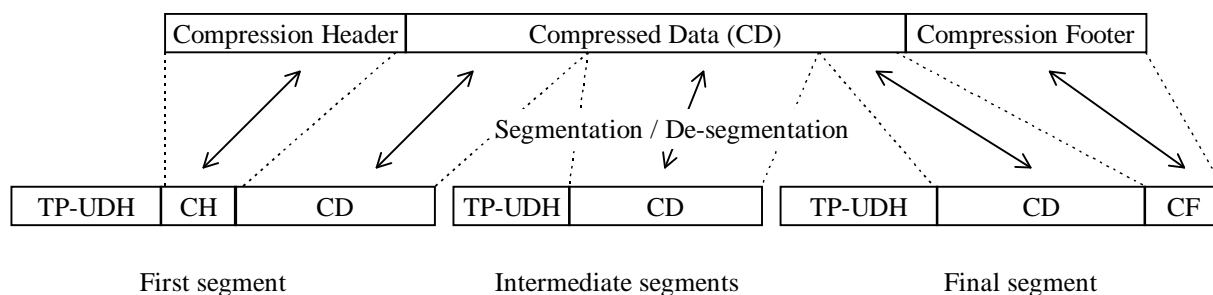 Compression Header Compressed Data (CD) Compression Footer
Segmentation / De-segmentation
TP-UDH CH CD TP-UDH CD TP-UDH CD CF
First segment Intermediate segments Final segment